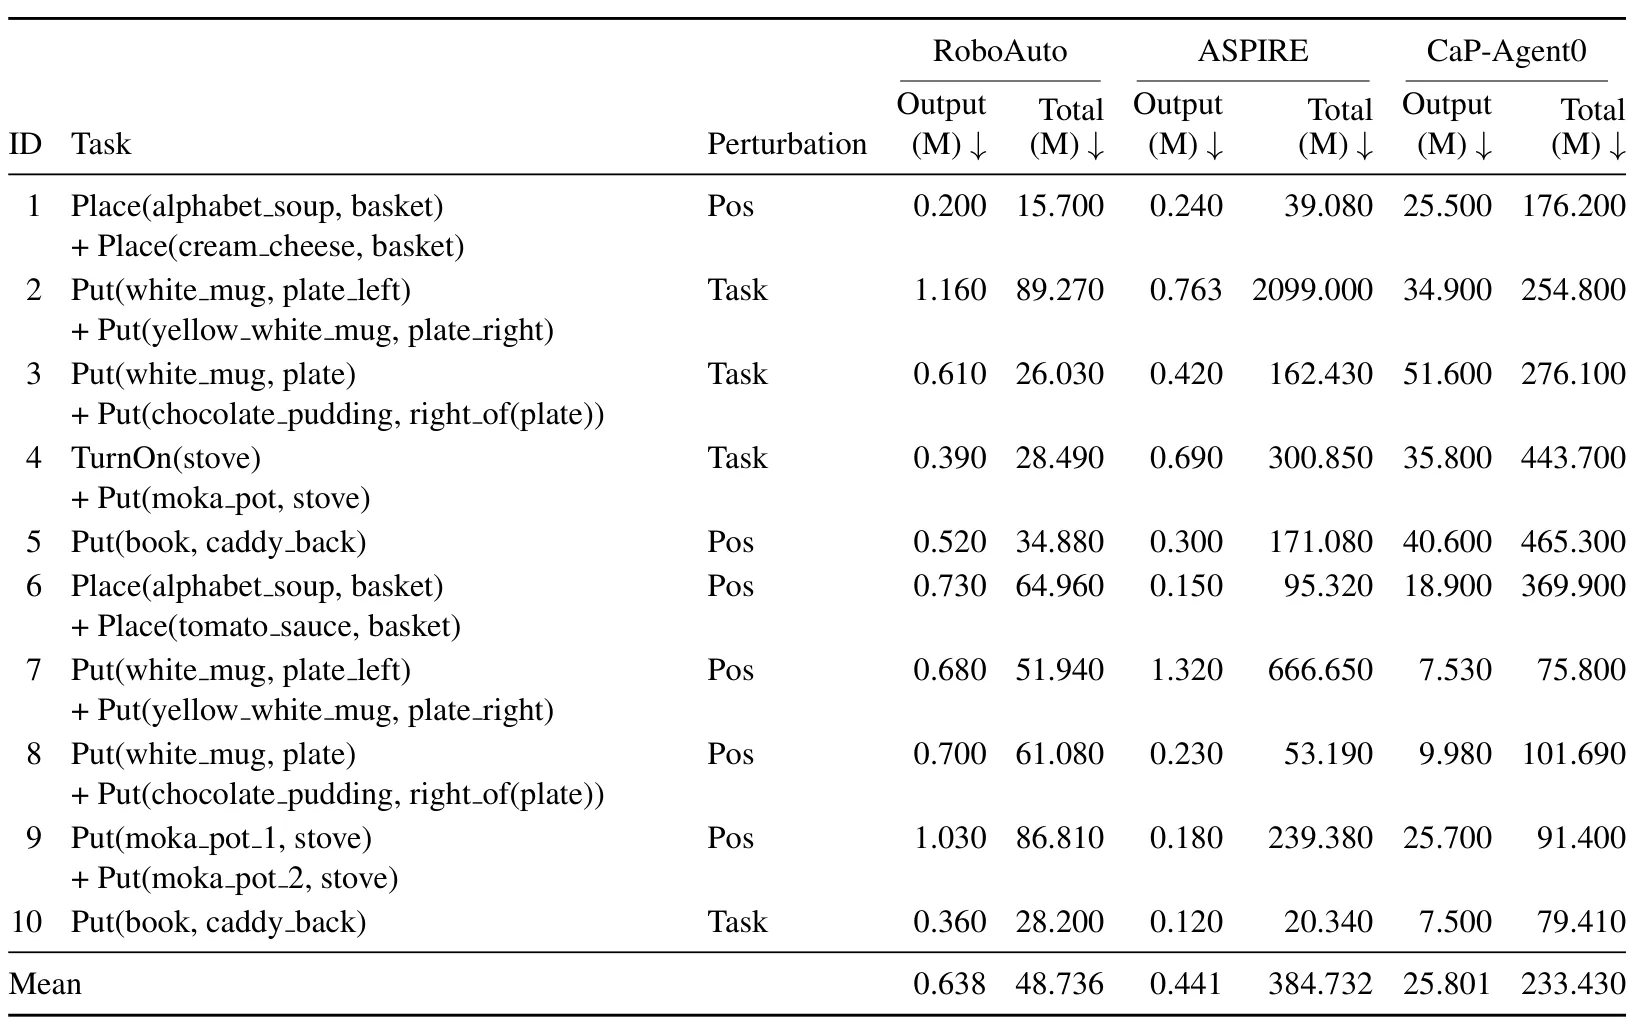 RoboAuto ASPIRE CaP-Agent0
Output Total Output Total Output Total
ID Task Perturbation (M) ↓ (M) ↓ (M) ↓ (M) ↓ (M) ↓ (M) ↓
1 Place(alphabet_soup, basket) Pos 0.200 15.700 0.240 39.080 25.500 176.200
+ Place(cream_cheese, basket)
2 Put(white_mug, plate_left) Task 1.160 89.270 0.763 2099.000 34.900 254.800
+ Put(yellow_white_mug, plate_right)
3 Put(white_mug, plate) Task 0.610 26.030 0.420 162.430 51.600 276.100
+ Put(chocolate_pudding, right_of(plate))
4 TurnOn(stove) Task 0.390 28.490 0.690 300.850 35.800 443.700
+ Put(moka_pot, stove)
5 Put(book, caddy_back) Pos 0.520 34.880 0.300 171.080 40.600 465.300
6 Place(alphabet_soup, basket) Pos 0.730 64.960 0.150 95.320 18.900 369.900
+ Place(tomato_sauce, basket)
7 Put(white_mug, plate_left) Pos 0.680 51.940 1.320 666.650 7.530 75.800
+ Put(yellow_white_mug, plate_right)
8 Put(white_mug, plate) Pos 0.700 61.080 0.230 53.190 9.980 101.690
+ Put(chocolate_pudding, right_of(plate))
9 Put(moka_pot_1, stove) Pos 1.030 86.810 0.180 239.380 25.700 91.400
+ Put(moka_pot_2, stove)
10 Put(book, caddy_back) Task 0.360 28.200 0.120 20.340 7.500 79.410
Mean 0.638 48.736 0.441 384.732 25.801 233.430